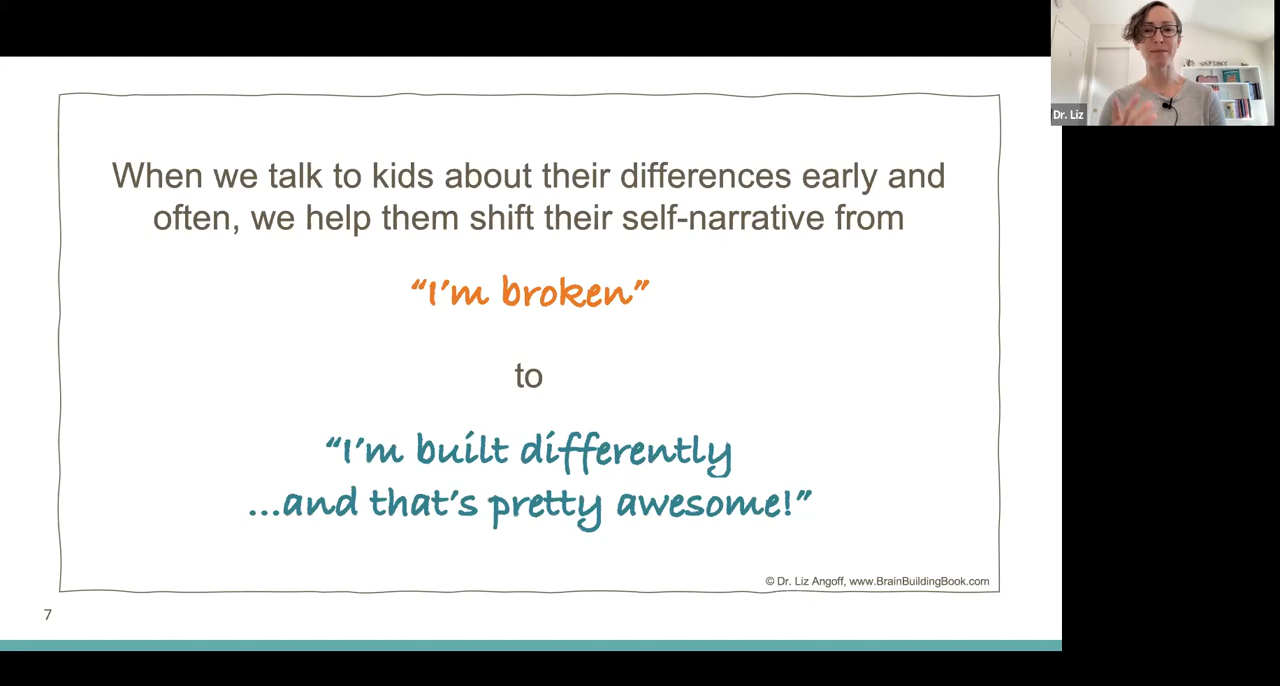 Dr. Liz
When we talk to kids about their differences early and
often, we help them shift their self-narrative from
“I’m broken”
to
“I’m built differently
...and that’s pretty awesome!”
© Dr. Liz Angoff, www.BrainBuildingBook.com
7